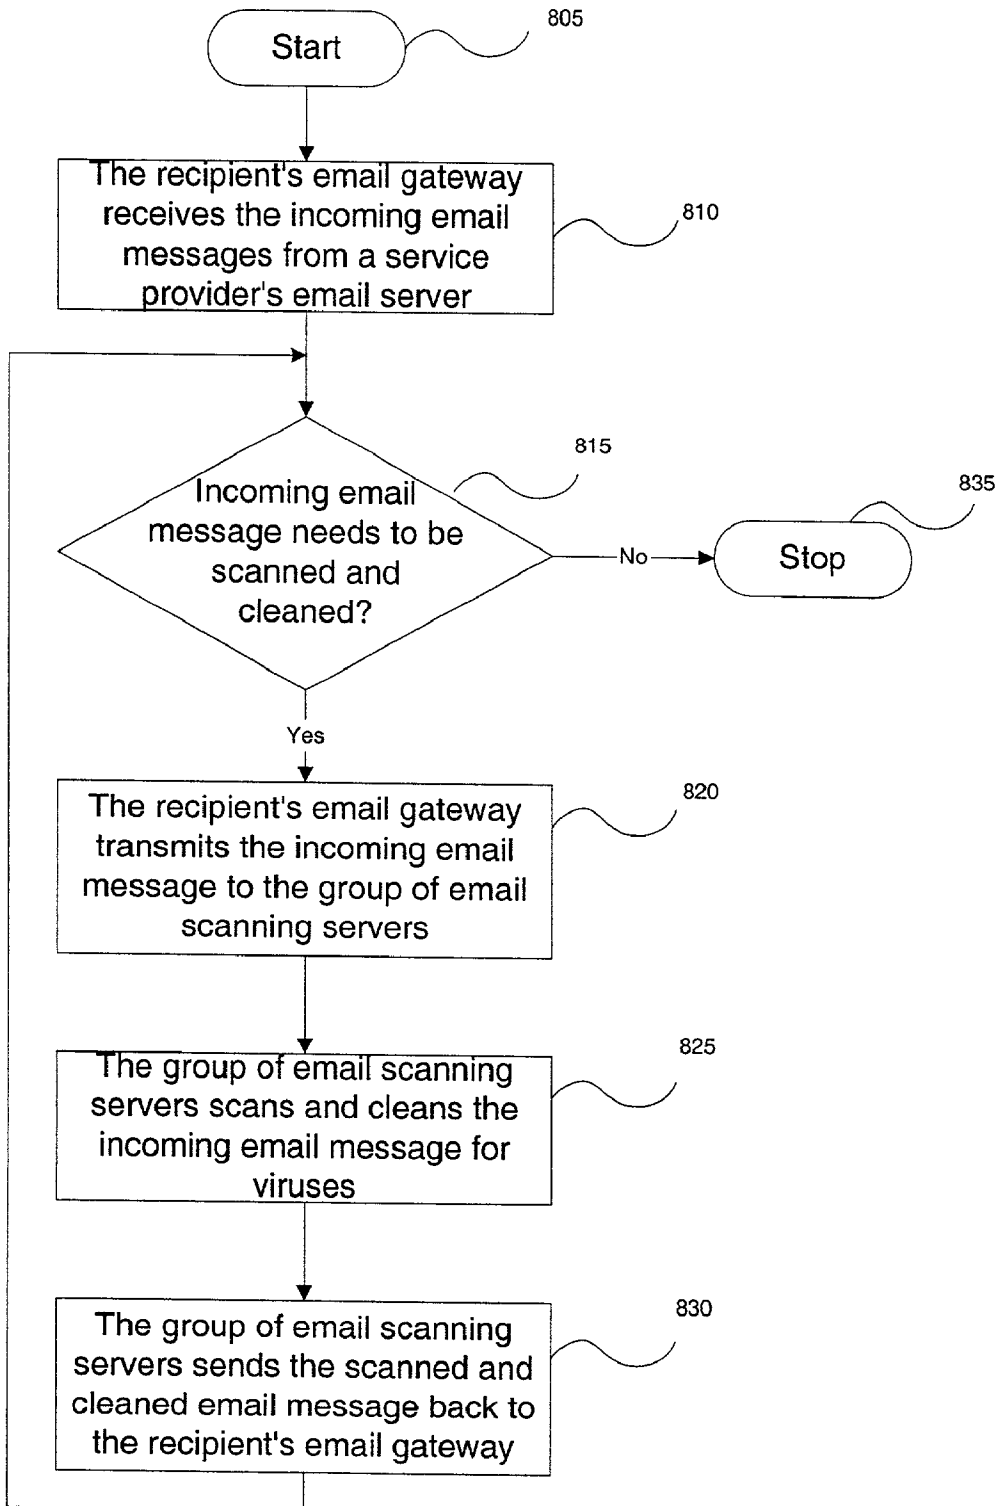 805
Start
The recipient's email gateway
receives the incoming email
messages from a service
provider's email server
810
815
Incoming email
message needs to be
scanned and
cleaned?
No
835
Stop
Yes
The recipient's email gateway
transmits the incoming email
message to the group of email
scanning servers
820
The group of email scanning
servers scans and cleans the
incoming email message for
viruses
825
The group of email scanning
servers sends the scanned and
cleaned email message back to
the recipient's email gateway
830